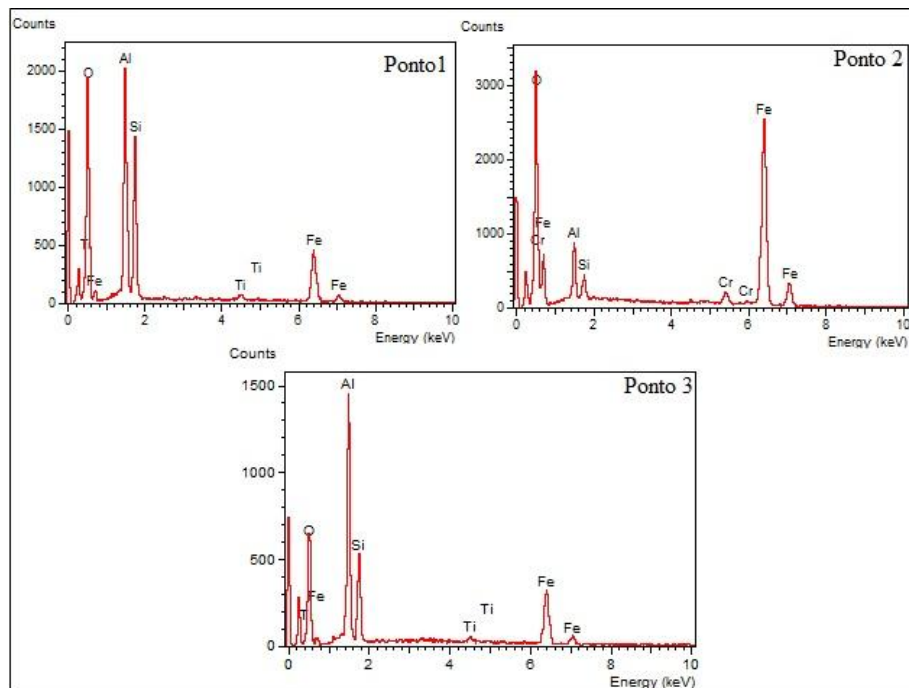 Counts
Ponto1
2000
1500
1000
500
0
O
Al
Si
T
Fe
Ti
Ti
Fe
Fe
0 2 4 6 8 10
Energy (keV)
Counts
Ponto 2
3000
2000
1000
0
O
Fe
Cr
Al
Si
Cr
Cr
Fe
Fe
0 2 4 6 8 10
Energy (keV)
Counts
Ponto 3
1500
1000
500
0
Al
O
Si
T
Fe
Ti
Ti
Fe
Fe
0 2 4 6 8 10
Energy (keV)